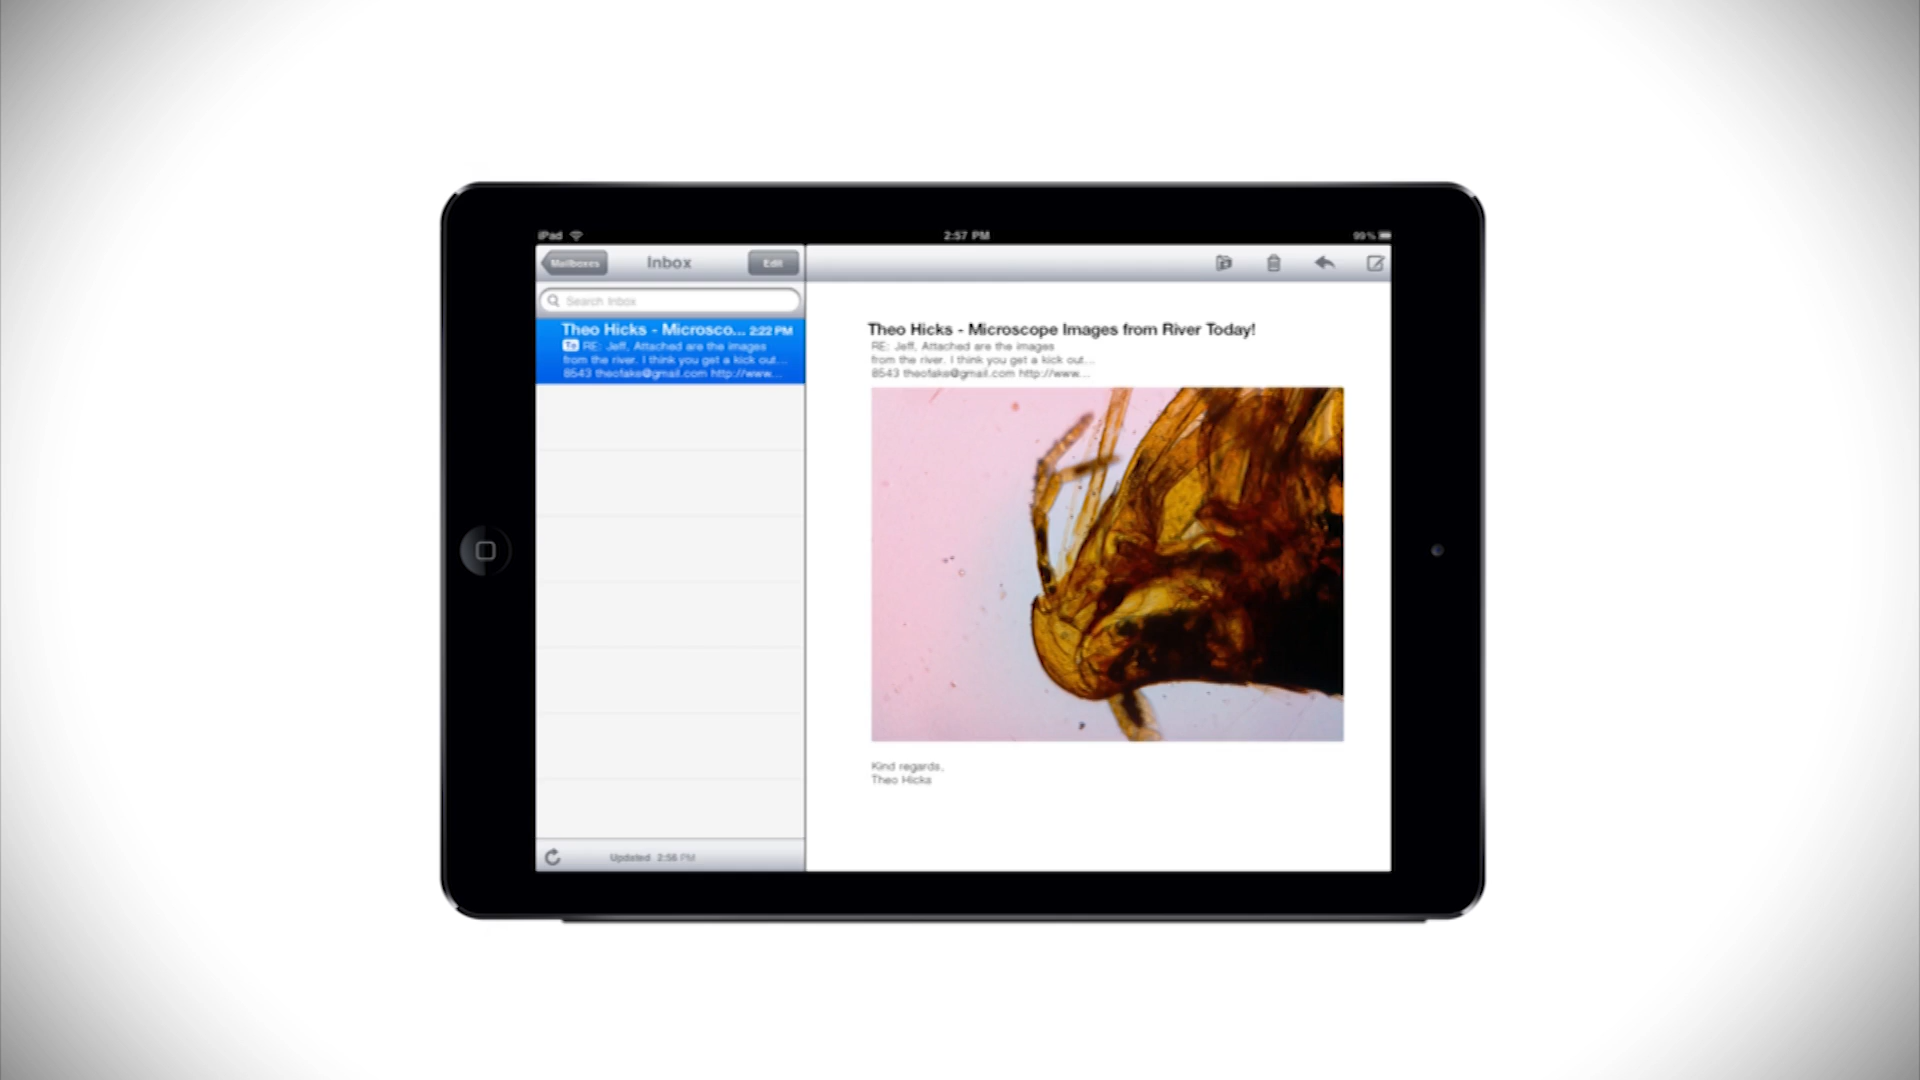 iPad 2:57 PM 99%
Mailboxes Inbox Edit
Search Inbox
Theo Hicks - Microsco... 2:22 PM
To RE: Jeff, Attached are the images
from the river. I think you get a kick out...
8543 theofake@gmail.com http://www...
Updated 2:56 PM
Theo Hicks - Microscope Images from River Today!
RE: Jeff, Attached are the images
from the river. I think you get a kick out...
8543 theofake@gmail.com http://www...
Kind regards,
Theo Hicks